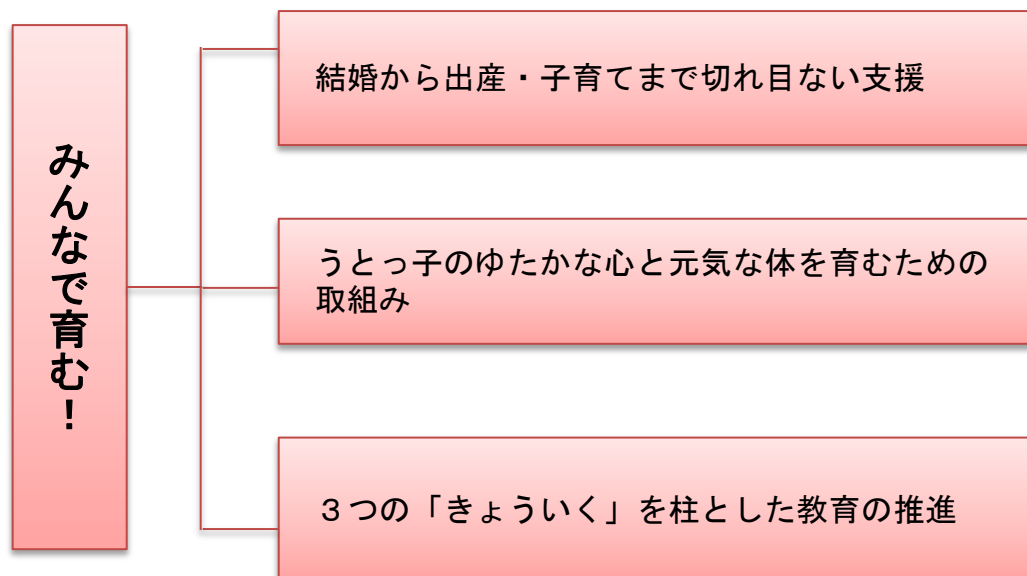 みんなで育む！
結婚から出産・子育てまで切れ目ない支援
うとっ子のゆたかな心と元気な体を育むための
取組み
３つの「きょういく」を柱とした教育の推進